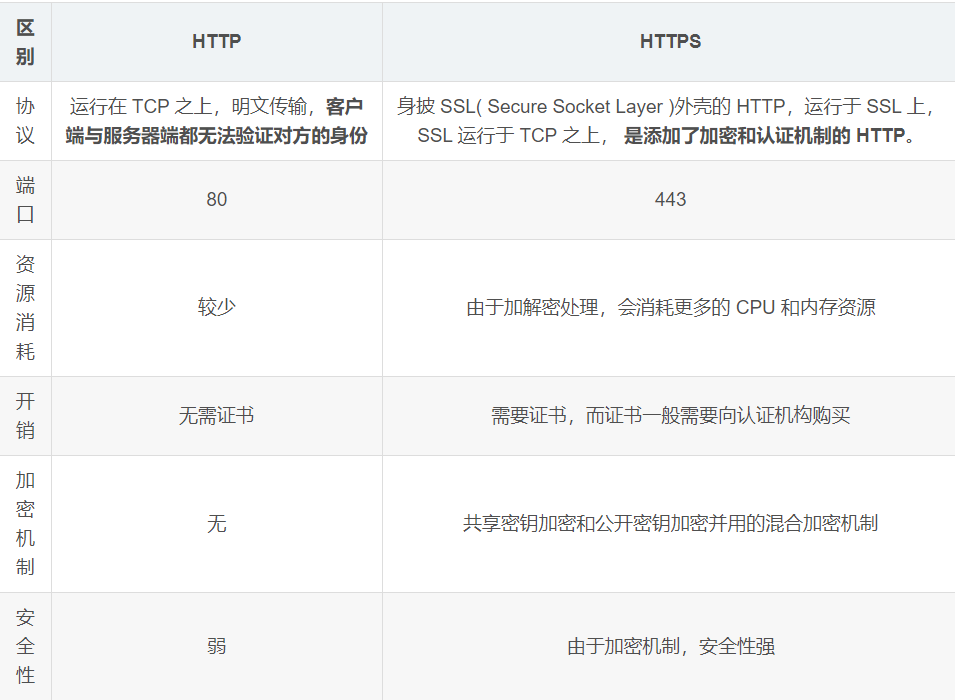 区别
HTTP
HTTPS
协议
运行在 TCP 之上，明文传输，客户
端与服务器端都无法验证对方的身份
身披 SSL( Secure Socket Layer )外壳的 HTTP，运行于 SSL 上，
SSL 运行于 TCP 之上， 是添加了加密和认证机制的 HTTP。
端口
80
443
资源消耗
较少
由于加解密处理，会消耗更多的 CPU 和内存资源
开销
无需证书
需要证书，而证书一般需要向认证机构购买
加密机制
无
共享密钥加密和公开密钥加密并用的混合加密机制
安全性
弱
由于加密机制，安全性强